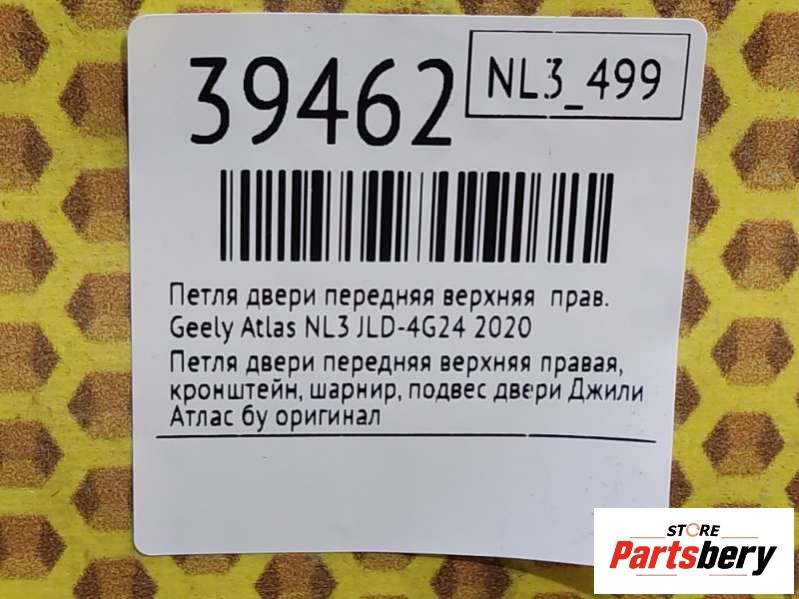 39462
NL3_499
Петля двери передняя верхняя прав.
Geely Atlas NL3 JLD-4G24 2020
Петля двери передняя верхняя правая,
кронштейн, шарнир, подвес двери Джили
Атлас бу оригинал
STORE
Partsbery